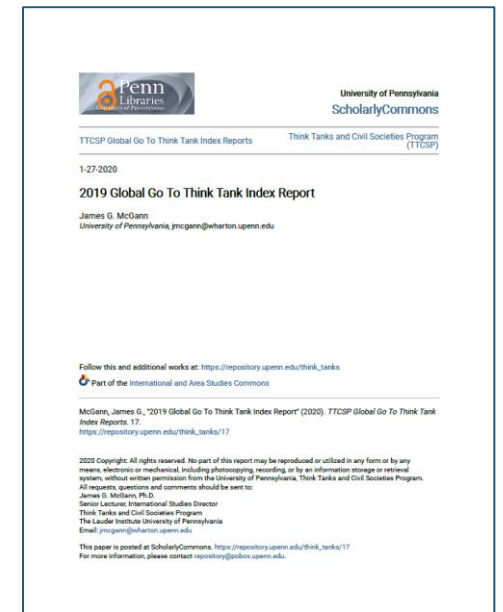 Penn
Libraries
University of Pennsylvania
University of Pennsylvania
ScholarlyCommons
TTCSP Global Go To Think Tank Index Reports
Think Tanks and Civil Societies Program
(TTCSP)
1-27-2020
2019 Global Go To Think Tank Index Report
James G. McGann
University of Pennsylvania, jmcgann@wharton.upenn.edu
Follow this and additional works at: https://repository.upenn.edu/think_tanks
Part of the International and Area Studies Commons
McGann, James G., "2019 Global Go To Think Tank Index Report" (2020). TTCSP Global Go To Think Tank
Index Reports. 17.
https://repository.upenn.edu/think_tanks/17
2020 Copyright: All rights reserved. No part of this report may be reproduced or utilized in any form or by any
means, electronic or mechanical, including photocopying, recording, or by an information storage or retrieval
system, without written permission from the University of Pennsylvania, Think Tanks and Civil Societies Program.
All requests, questions and comments should be sent to:
James G. McGann, Ph.D.
Senior Lecturer, International Studies Director
Think Tanks and Civil Societies Program
The Lauder Institute University of Pennsylvania
Email: jmcgann@wharton.upenn.edu
This paper is posted at ScholarlyCommons. https://repository.upenn.edu/think_tanks/17
For more information, please contact repository@pobox.upenn.edu.